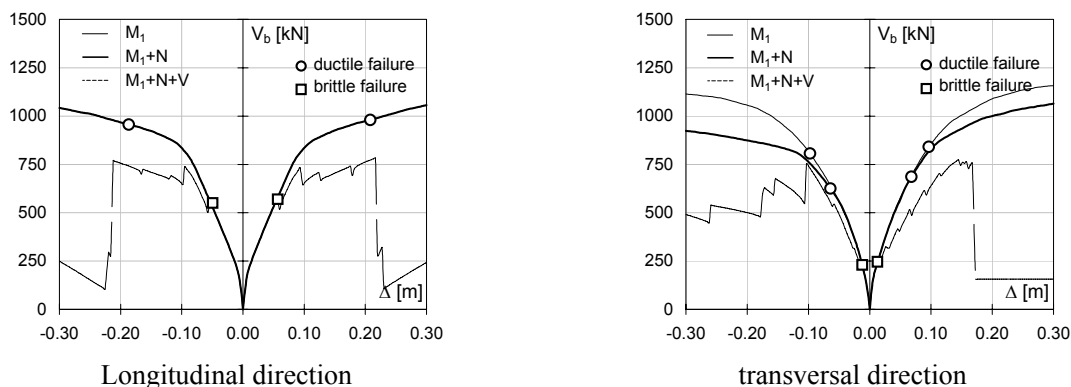 1500
1250
1000
750
500
250
0
M1
M1+N
M1+N+V
Vb [kN]
ductile failure
brittle failure
Δ [m]
-0.30 -0.20 -0.10 0.00 0.10 0.20 0.30
Longitudinal direction
1500
1250
1000
750
500
250
0
M1
M1+N
M1+N+V
Vb [kN]
ductile failure
brittle failure
Δ [m]
-0.30 -0.20 -0.10 0.00 0.10 0.20 0.30
transversal direction